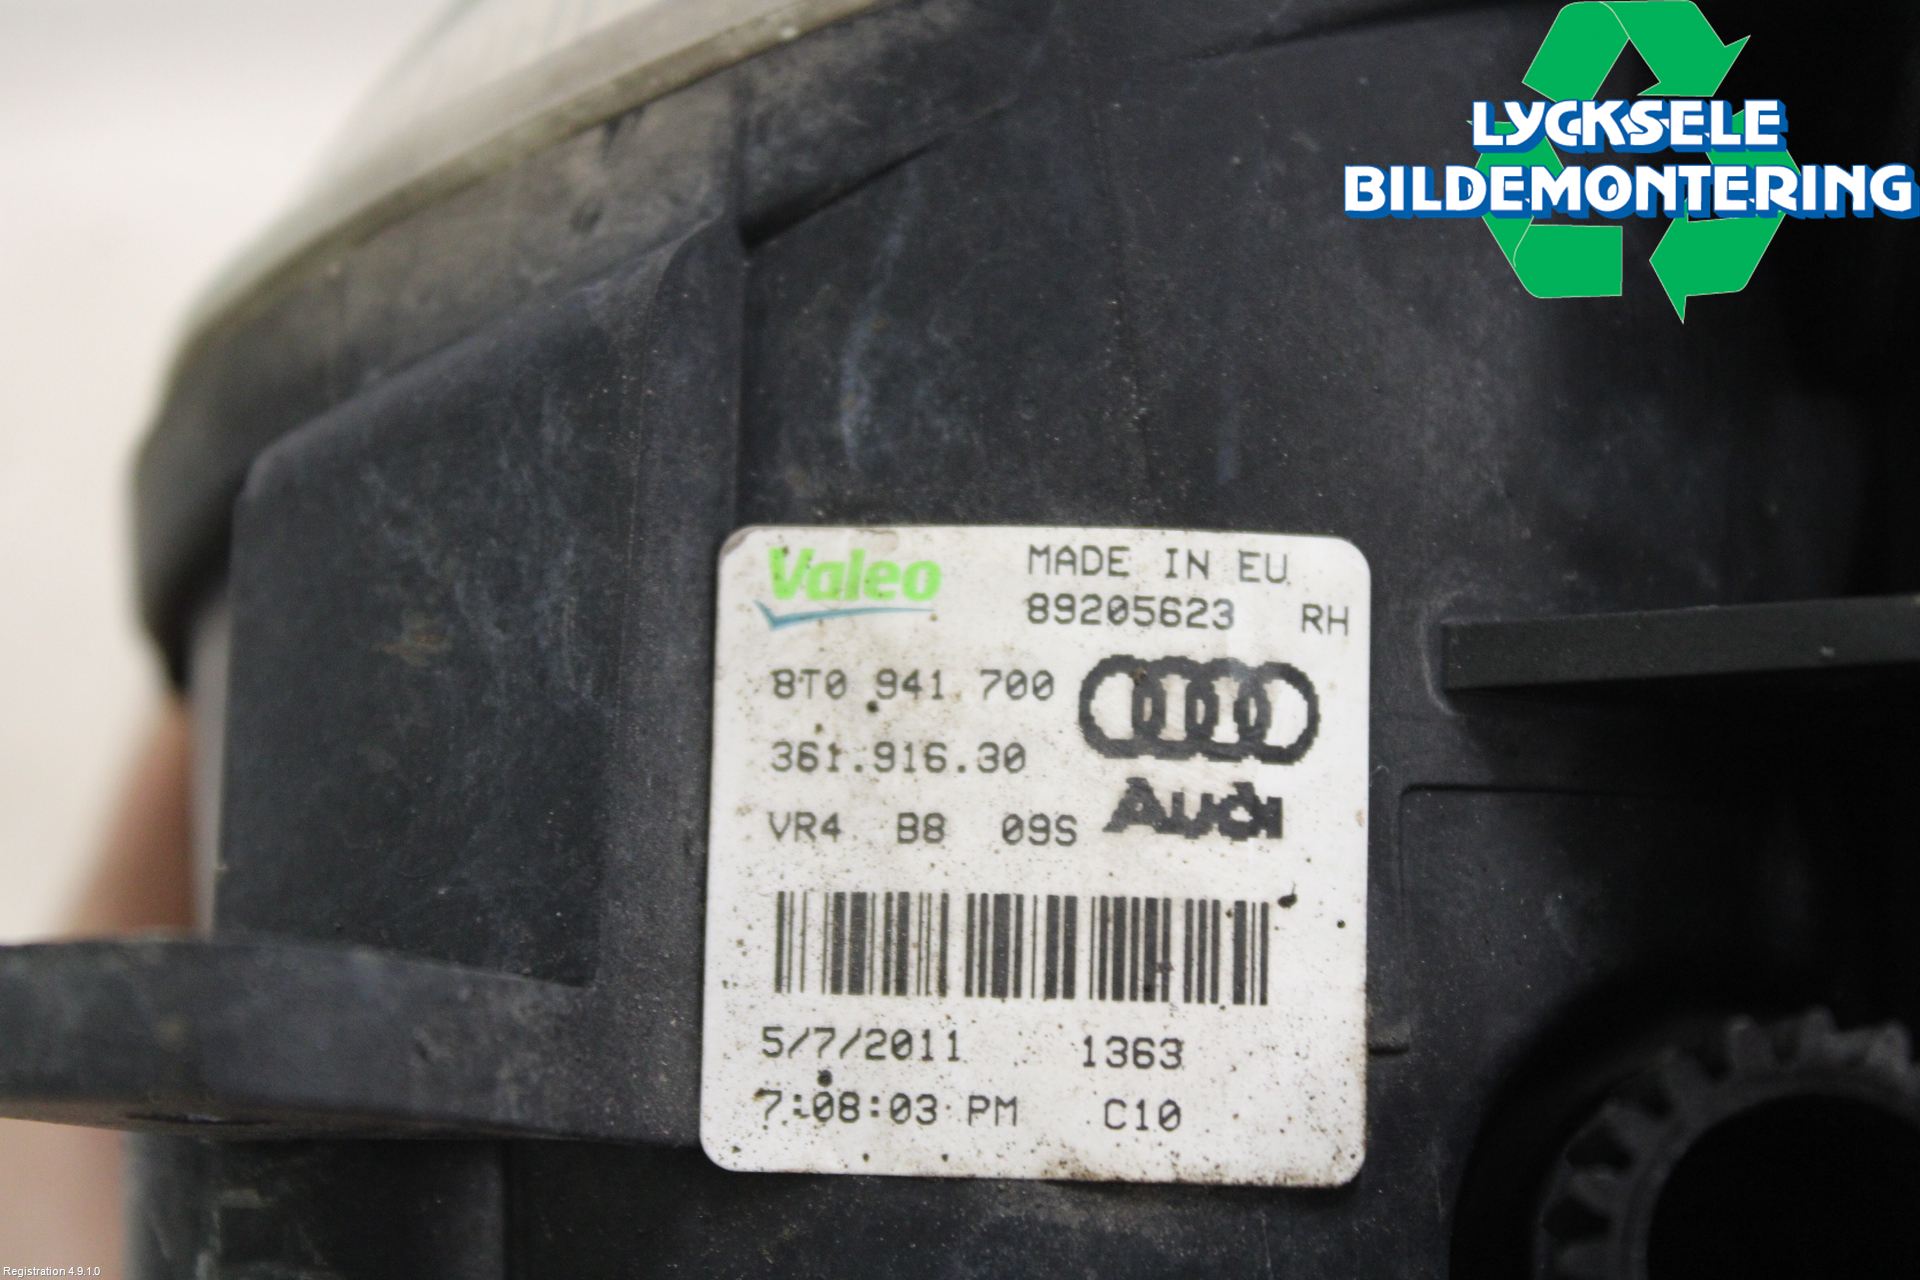 LYCKSELE
BILDEMONTERING
Valeo
MADE IN EU
89205623 RH
8T0 941 700
361.916.30
Audi
VR4 B8 09S
5/7/2011 1363
7:08:03 PM C10
Registration 4.9.1.0